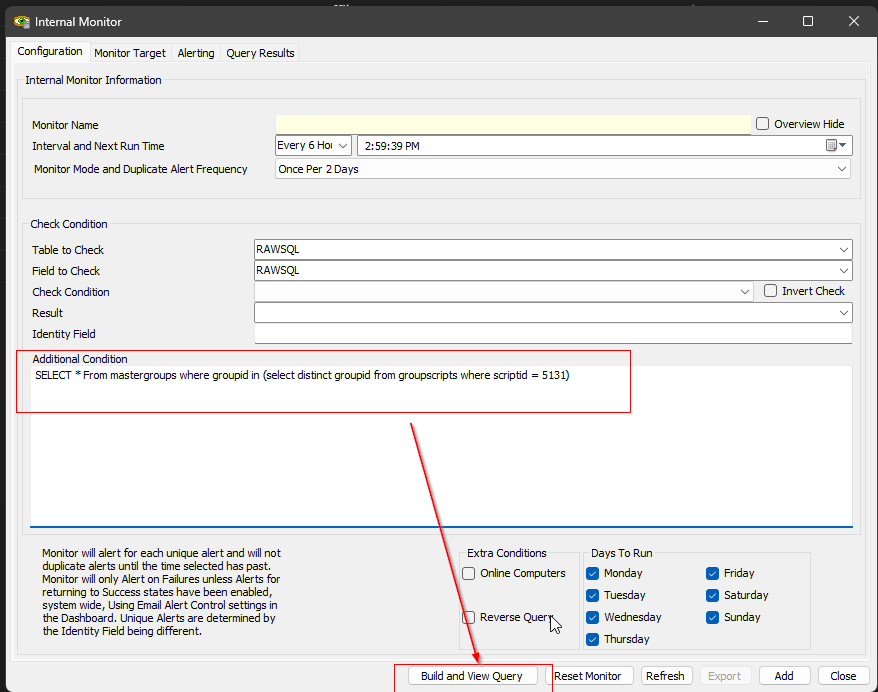 Internal Monitor
Configuration Monitor Target Alerting Query Results
Internal Monitor Information
Monitor Name Overview Hide
Interval and Next Run Time Every 6 Hou 2:59:39 PM
Monitor Mode and Duplicate Alert Frequency Once Per 2 Days
Check Condition
Table to Check RAWSQL
Field to Check RAWSQL
Check Condition Invert Check
Result
Identity Field
Additional Condition
SELECT * From mastergroups where groupid in (select distinct groupid from groupscripts where scriptid = 5131)
Monitor will alert for each unique alert and will not
duplicate alerts until the time selected has past.
Monitor will only Alert on Failures unless Alerts for
returning to Success states have been enabled,
system wide, Using Email Alert Control settings in
the Dashboard. Unique Alerts are determined by
the Identity Field being different.
Extra Conditions
Online Computers
Reverse Query
Days To Run
Monday Friday
Tuesday Saturday
Wednesday Sunday
Thursday
Build and View Query Reset Monitor Refresh Export Add Close